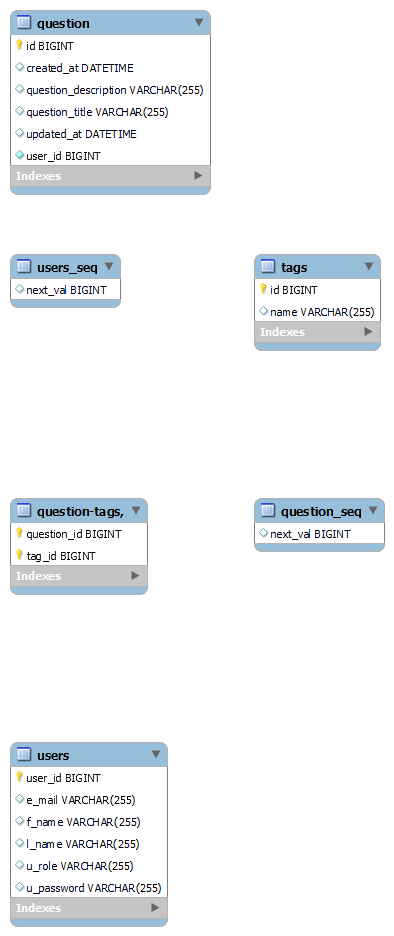 question
id BIGINT
created_at DATETIME
question_description VARCHAR(255)
question_title VARCHAR(255)
updated_at DATETIME
user_id BIGINT
Indexes
users_seq
next_val BIGINT
tags
id BIGINT
name VARCHAR(255)
Indexes
question-tags,
question_id BIGINT
tag_id BIGINT
Indexes
question_seq
next_val BIGINT
users
user_id BIGINT
e_mail VARCHAR(255)
f_name VARCHAR(255)
l_name VARCHAR(255)
u_role VARCHAR(255)
u_password VARCHAR(255)
Indexes